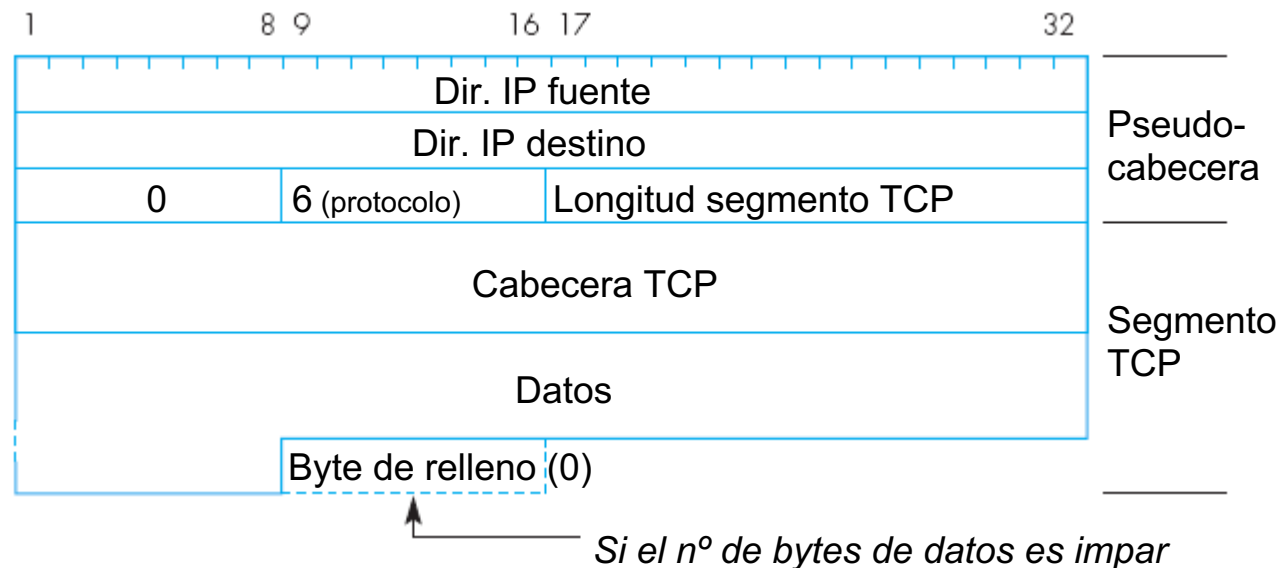 1 8 9 16 17 32
Dir. IP fuente
Dir. IP destino
Pseudo-
cabecera
0 6 (protocolo) Longitud segmento TCP
Cabecera TCP
Segmento
TCP
Datos
Byte de relleno (0)
Si el nº de bytes de datos es impar